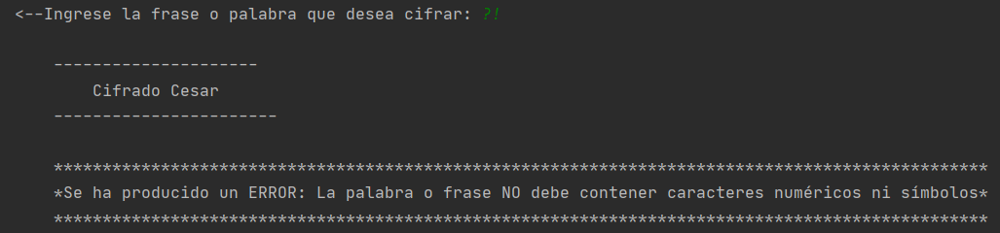 <--Ingrese la frase o palabra que desea cifrar: ?!
---------------------
Cifrado Cesar
-----------------------
************************************************************************************************
*Se ha producido un ERROR: La palabra o frase NO debe contener caracteres numéricos ni símbolos*
************************************************************************************************